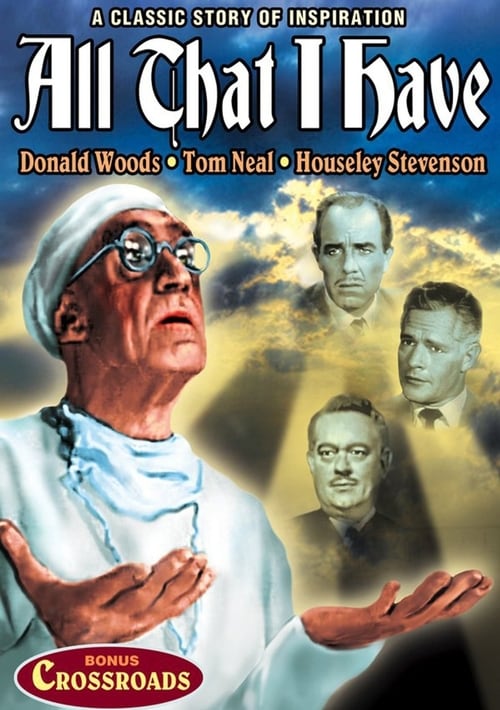 A CLASSIC STORY OF INSPIRATION
All That I Have
Donald Woods • Tom Neal • Houseley Stevenson
BONUS
CROSSROADS